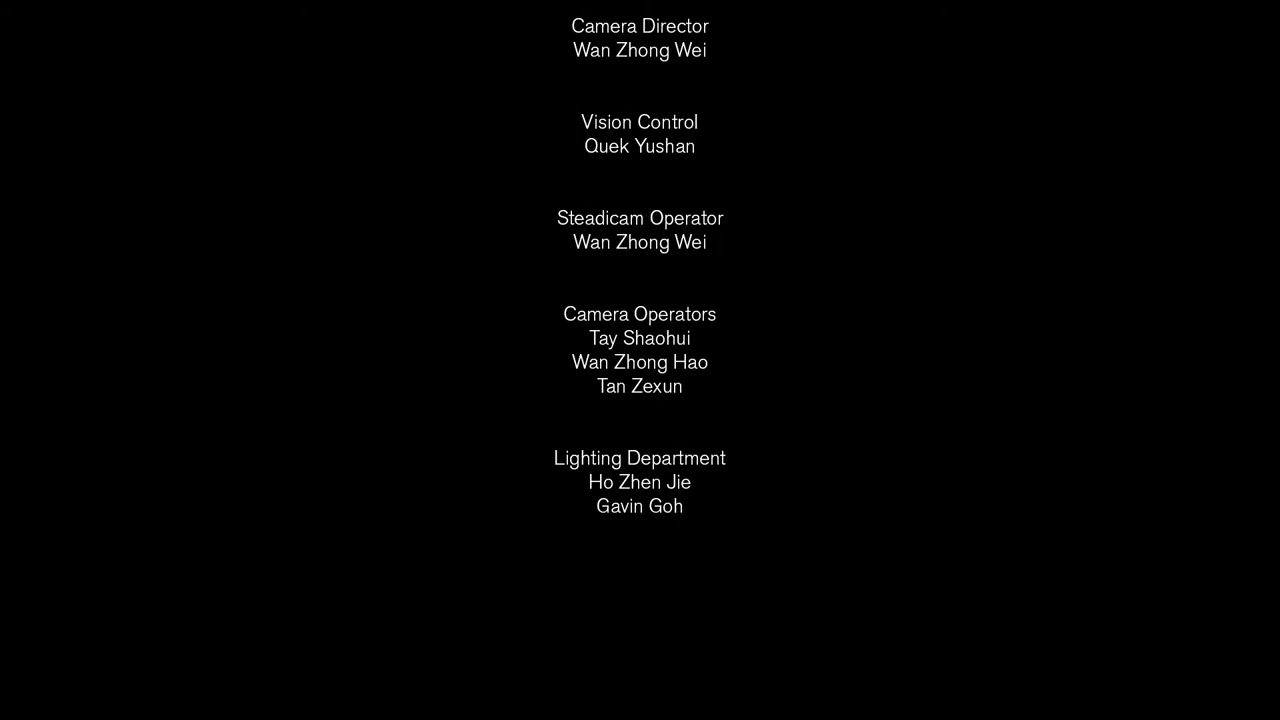 Camera Director
Wan Zhong Wei
Vision Control
Quek Yushan
Steadicam Operator
Wan Zhong Wei
Camera Operators
Tay Shaohui
Wan Zhong Hao
Tan Zexun
Lighting Department
Ho Zhen Jie
Gavin Goh